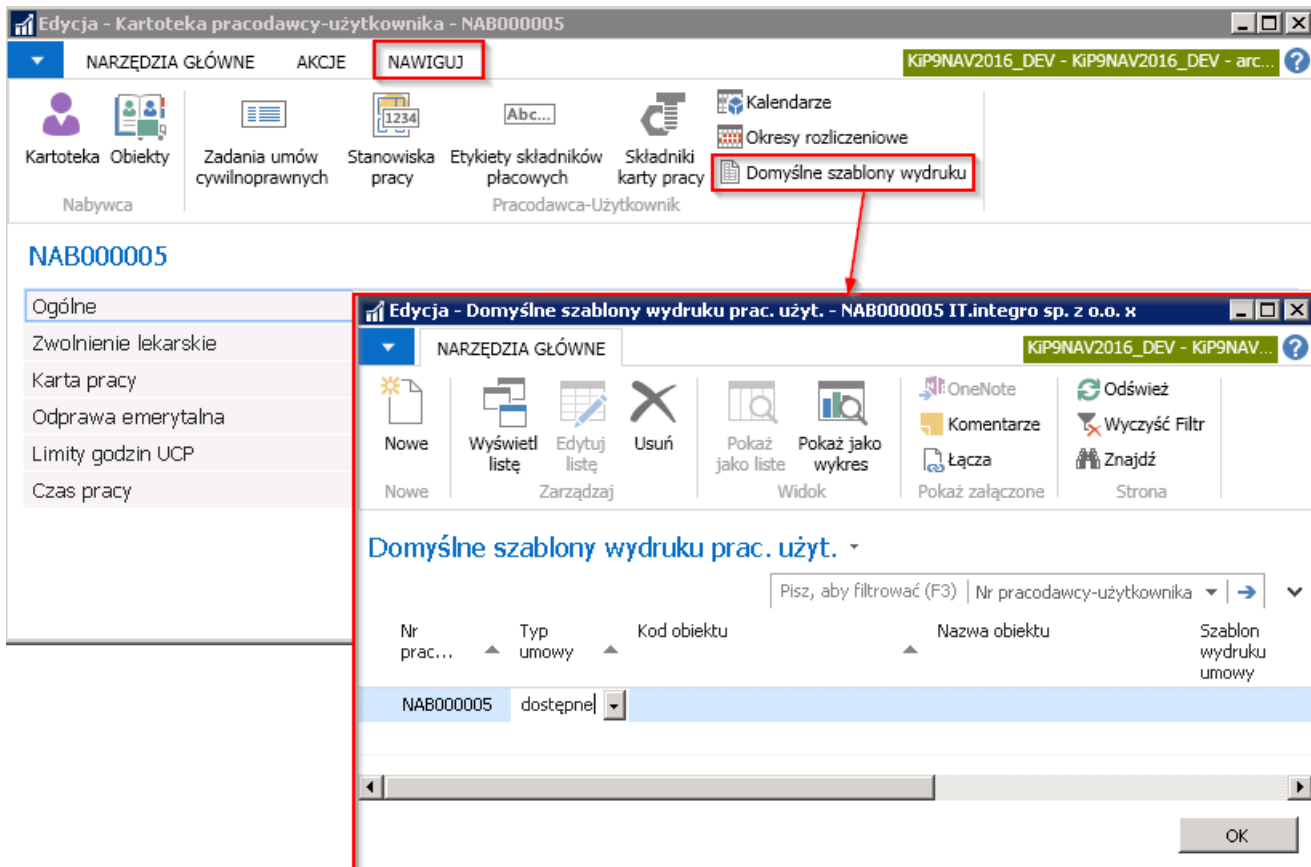 Edycja - Kartoteka pracodawcy-użytkownika - NAB000005
NARZĘDZIA GŁÓWNE AKCJE NAWIGUJ KiP9NAV2016_DEV - KiP9NAV2016_DEV - arc...
Kartoteka Obiekty Zadania umów cywilnoprawnych Stanowiska pracy Etykiety składników płacowych Składniki karty pracy
1234
Abc...
Kalendarze
Okresy rozliczeniowe
Domyślne szablony wydruku
Nabywca Pracodawca-Użytkownik
NAB000005
Ogólne
Zwolnienie lekarskie
Karta pracy
Odprawa emerytalna
Limity godzin UCP
Czas pracy
Edycja - Domyślne szablony wydruku prac. użyt. - NAB000005 IT.integro sp. z o.o. x
NARZĘDZIA GŁÓWNE KiP9NAV2016_DEV - KiP9NAV...
Nowe Wyświetl listę Edytuj listę Usuń Pokaż jako liste Pokaż jako wykres
OneNote
Komentarze
Łącza
Odśwież
Wyczyść Filtr
Znajdź
Nowe Zarządzaj Widok Pokaż załączone Strona
Domyślne szablony wydruku prac. użyt.
Pisz, aby filtrować (F3) Nr pracodawcy-użytkownika
Nr prac... Typ umowy Kod obiektu Nazwa obiektu Szablon wydruku umowy
NAB000005 dostępne
OK